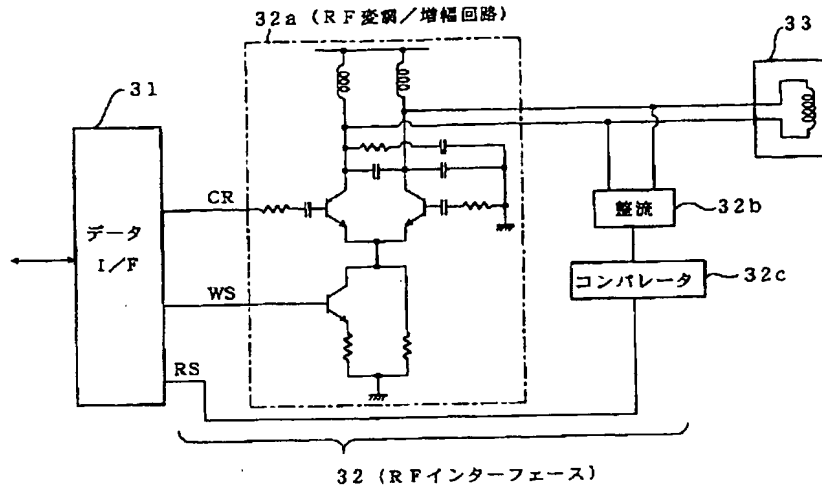 32a (RF変調/増幅回路)
33
31
CR
データ
I/F
WS
RS
整流
32b
コンパレータ
32c
32 (RFインターフェース)